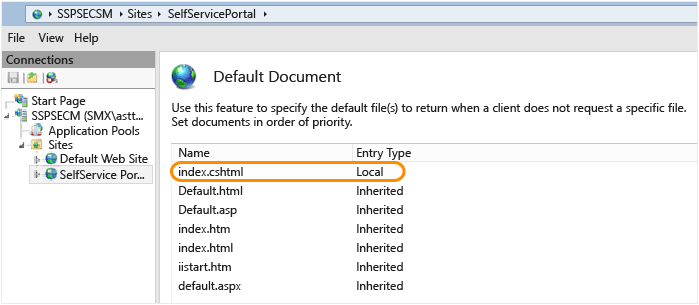 SSPSECSM ▸ Sites ▸ SelfServicePortal ▸
File View Help
Connections
Start Page
SSPSECM (SMX\astt...
Application Pools
Sites
Default Web Site
SelfService Por...
Default Document
Use this feature to specify the default file(s) to return when a client does not request a specific file.
Set documents in order of priority.
Name Entry Type
index.cshtml Local
Default.html Inherited
Default.asp Inherited
index.htm Inherited
index.html Inherited
iistart.htm Inherited
default.aspx Inherited